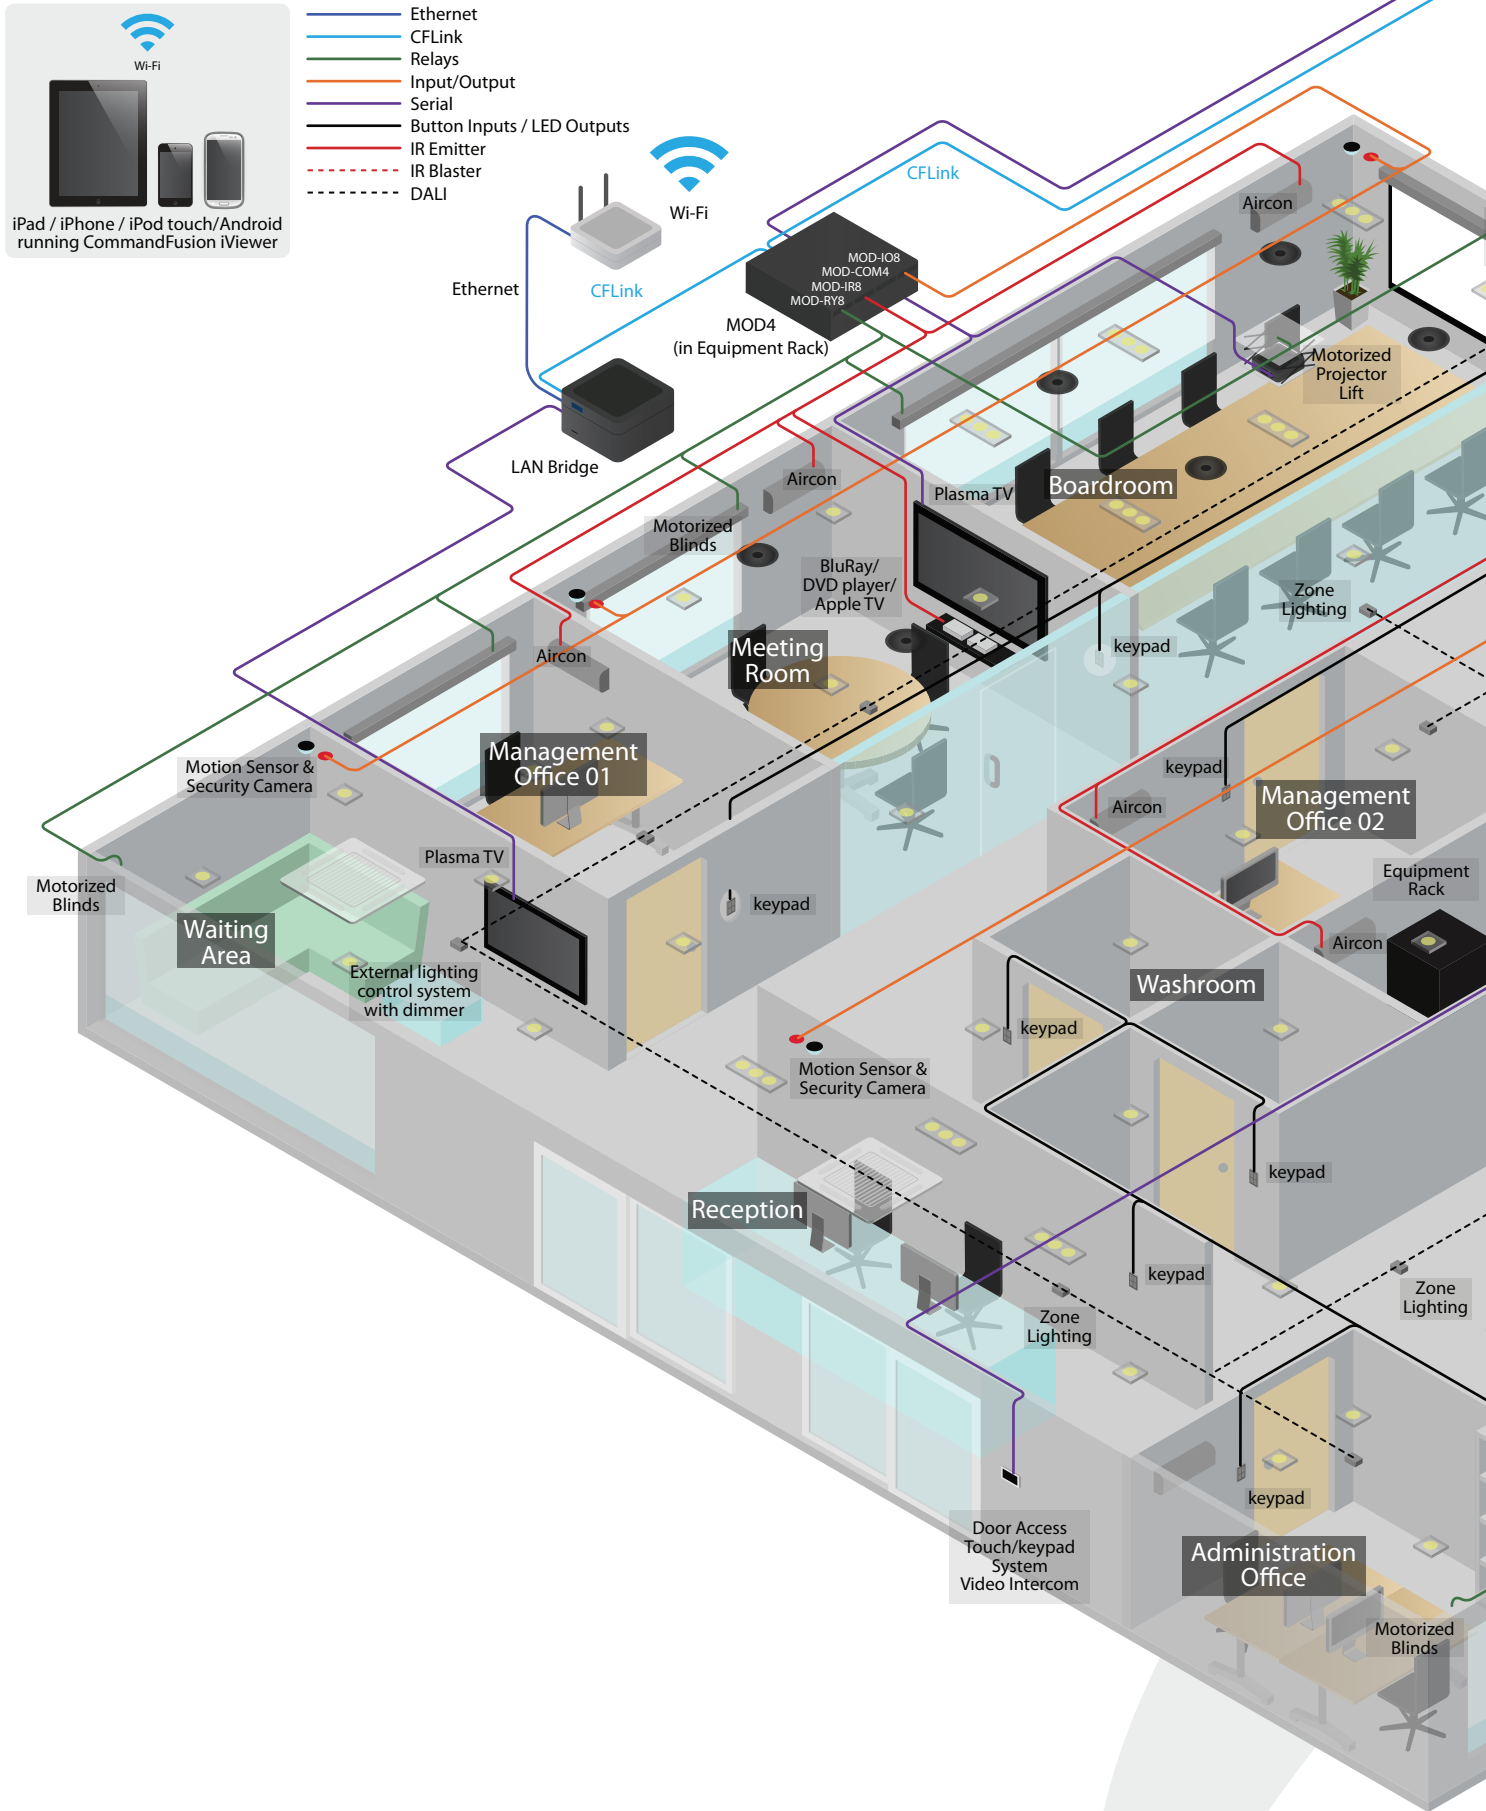 Wi-Fi
iPad / iPhone / iPod touch/Android
running CommandFusion iViewer
Ethernet
CFLink
Relays
Input/Output
Serial
Button Inputs / LED Outputs
IR Emitter
IR Blaster
DALI
Wi-Fi
CFLink
Ethernet
CFLink
MOD-IO8
MOD-COM4
MOD-IR8
MOD-RY8
MOD4
(in Equipment Rack)
LAN Bridge
Aircon
Motorized
Projector
Lift
Aircon
Plasma TV
Boardroom
Motorized
Blinds
BluRay/
DVD player/
Apple TV
Zone
Lighting
keypad
Meeting
Room
Aircon
Management
Office 01
Motion Sensor &
Security Camera
keypad
Aircon
Management
Office 02
Plasma TV
Motorized
Blinds
keypad
Equipment
Rack
Waiting
Area
Aircon
External lighting
control system
with dimmer
Washroom
keypad
Motion Sensor &
Security Camera
keypad
Reception
keypad
Zone
Lighting
Zone
Lighting
keypad
Door Access
Touch/keypad
System
Video Intercom
Administration
Office
Motorized
Blinds